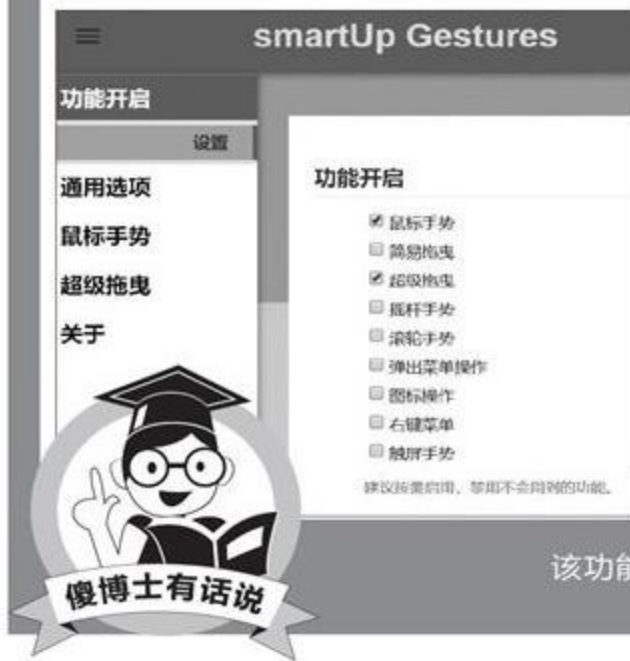 smartUp Gestures
功能开启
设置
通用选项
鼠标手势
超级拖曳
关于
功能开启
鼠标手势
简易拖曳
超级拖曳
摇杆手势
滚轮手势
弹出菜单操作
图标操作
右键菜单
触屏手势
建议按需启用，禁用不会用到的功能。
傻博士有话说
该功能